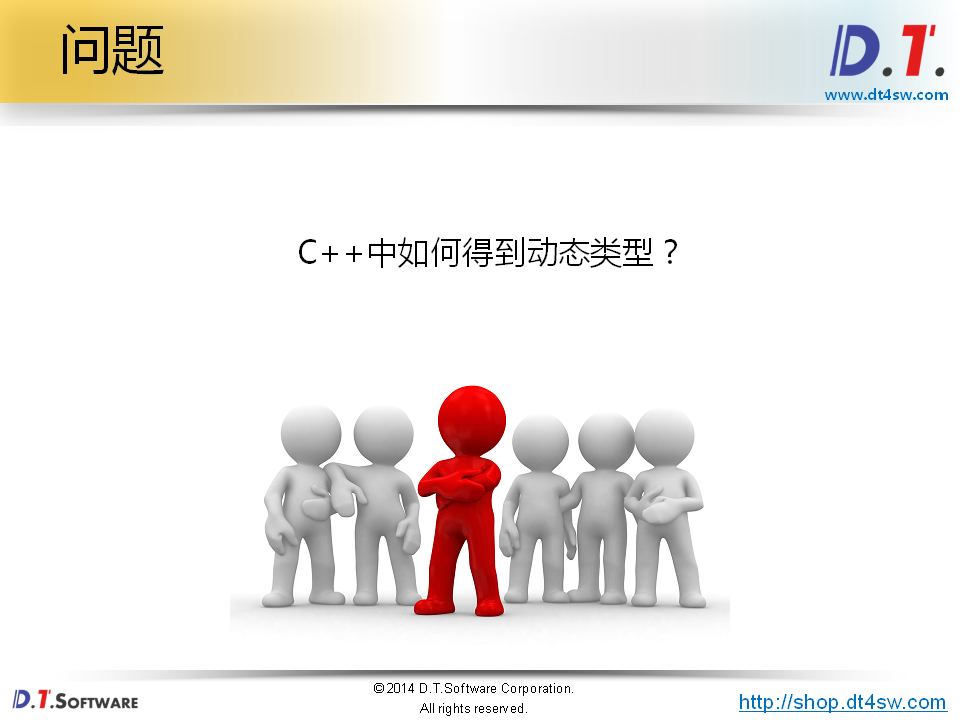 问题
D.T.
www.dt4sw.com
C++中如何得到动态类型？
D.T.SOFTWARE
©2014 D.T.Software Corporation.
All rights reserved.
http://shop.dt4sw.com